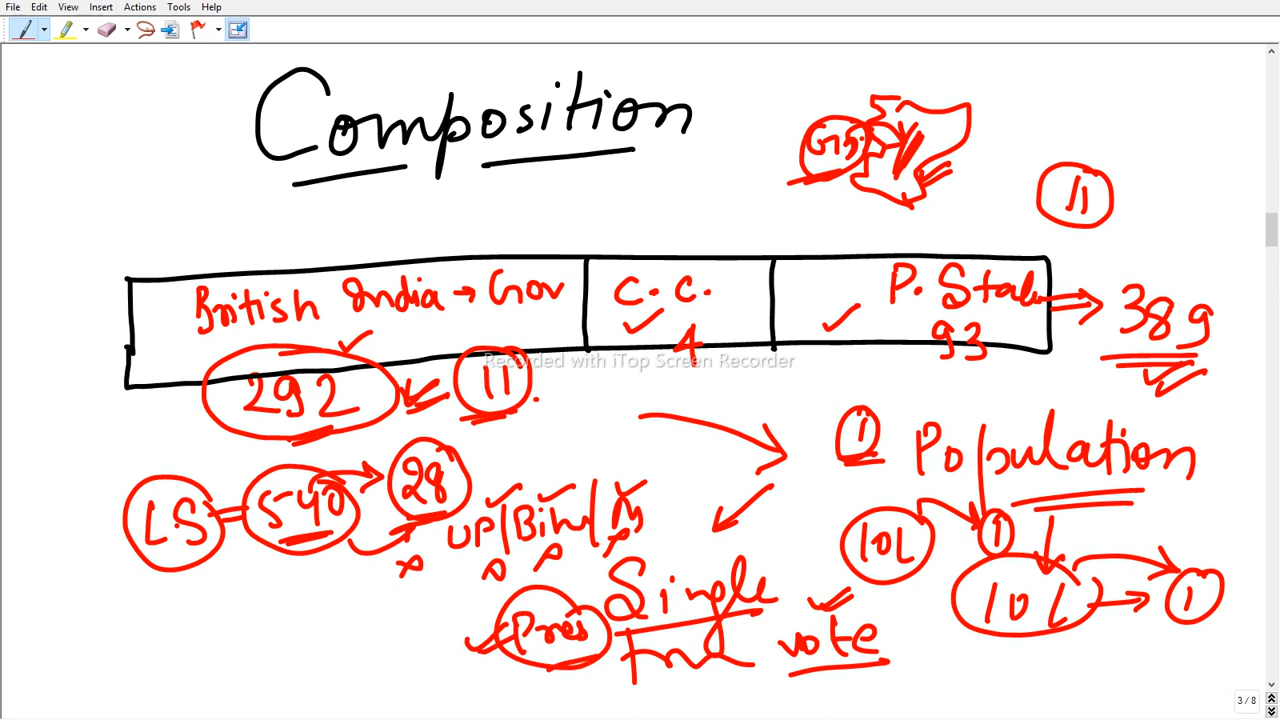 File Edit View Insert Actions Tools Help
Composition
11
British India → Gov
C. C.
4
P. Stat
93
389
Recorded with iTop Screen Recorder
292
11
① Population
LS = 540
28
UP/Bihar/
10L
①
10L
①
Pres
Single
vote
3 / 8